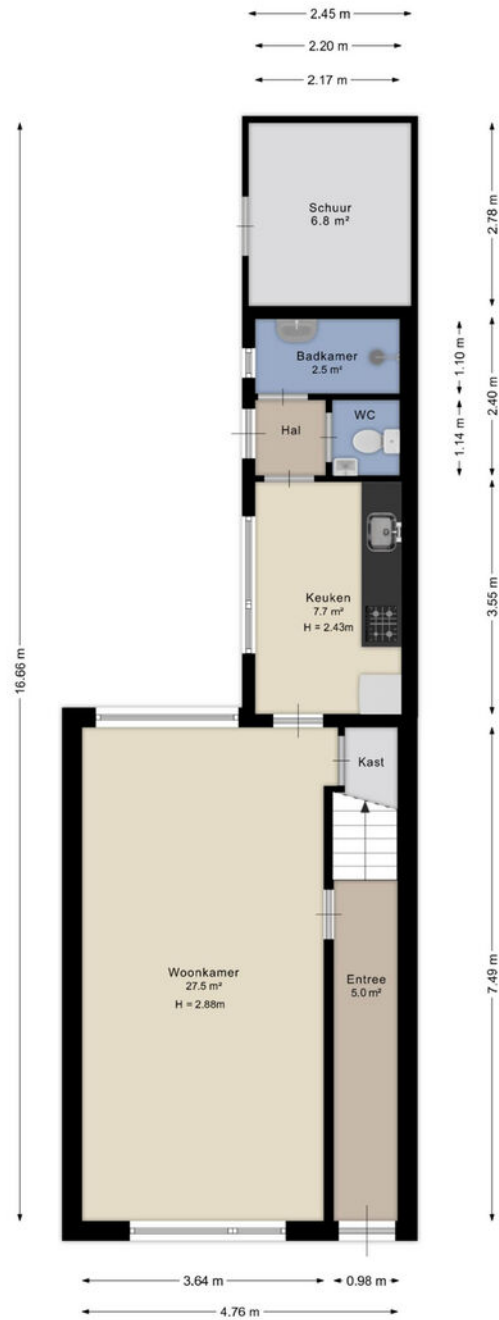 2.45 m
2.20 m
2.17 m
Schuur
6.8 m²
2.78 m
Badkamer
2.5 m²
1.10 m
2.40 m
WC
Hal
1.14 m
Keuken
7.7 m²
H = 2.43m
3.55 m
16.66 m
Kast
Woonkamer
27.5 m²
H = 2.88m
Entree
5.0 m²
7.49 m
3.64 m
0.98 m
4.76 m